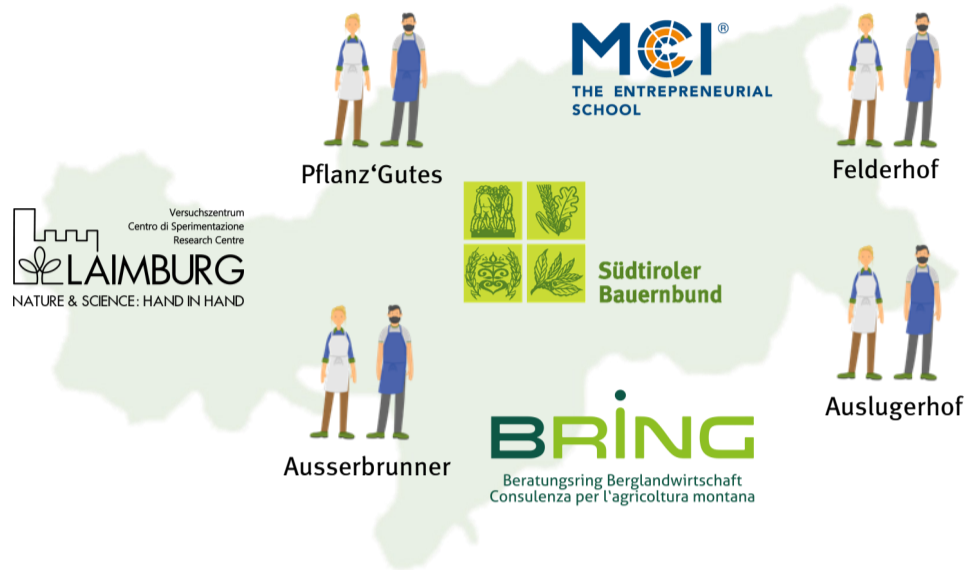 MCI®
THE ENTREPRENEURIAL
SCHOOL
Pflanz‘Gutes
Felderhof
Versuchszentrum
Centro di Sperimentazione
Research Centre
LAIMBURG
NATURE & SCIENCE: HAND IN HAND
Südtiroler
Bauernbund
Ausserbrunner
Auslugerhof
BRING
Beratungsring Berglandwirtschaft
Consulenza per l'agricoltura montana